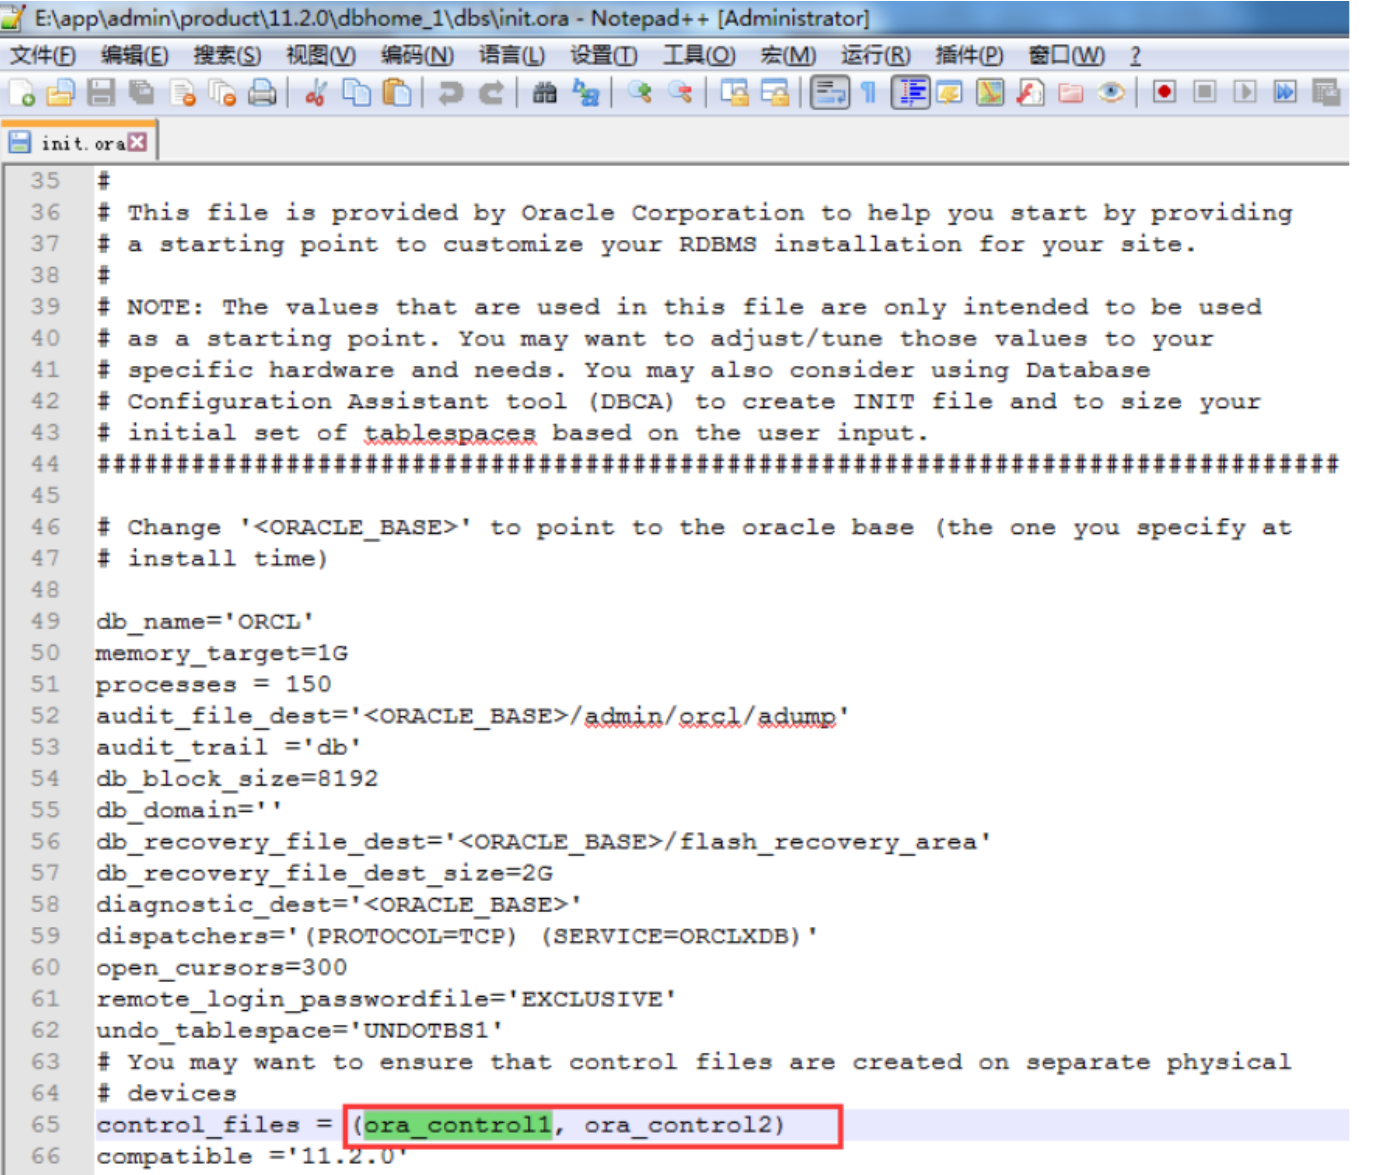 E:\app\admin\product\11.2.0\dbhome_1\dbs\init.ora - Notepad++ [Administrator]
文件(F) 编辑(E) 搜索(S) 视图(V) 编码(N) 语言(L) 设置(T) 工具(O) 宏(M) 运行(R) 插件(P) 窗口(W) ?
init.ora
35 #
36 # This file is provided by Oracle Corporation to help you start by providing
37 # a starting point to customize your RDBMS installation for your site.
38 #
39 # NOTE: The values that are used in this file are only intended to be used
40 # as a starting point. You may want to adjust/tune those values to your
41 # specific hardware and needs. You may also consider using Database
42 # Configuration Assistant tool (DBCA) to create INIT file and to size your
43 # initial set of tablespaces based on the user input.
44 ###############################################################################
45
46 # Change '<ORACLE_BASE>' to point to the oracle base (the one you specify at
47 # install time)
48
49 db_name='ORCL'
50 memory_target=1G
51 processes = 150
52 audit_file_dest='<ORACLE_BASE>/admin/orcl/adump'
53 audit_trail ='db'
54 db_block_size=8192
55 db_domain=''
56 db_recovery_file_dest='<ORACLE_BASE>/flash_recovery_area'
57 db_recovery_file_dest_size=2G
58 diagnostic_dest='<ORACLE_BASE>'
59 dispatchers='(PROTOCOL=TCP) (SERVICE=ORCLXDB)'
60 open_cursors=300
61 remote_login_passwordfile='EXCLUSIVE'
62 undo_tablespace='UNDOTBS1'
63 # You may want to ensure that control files are created on separate physical
64 # devices
65 control_files = (ora_control1, ora_control2)
66 compatible ='11.2.0'